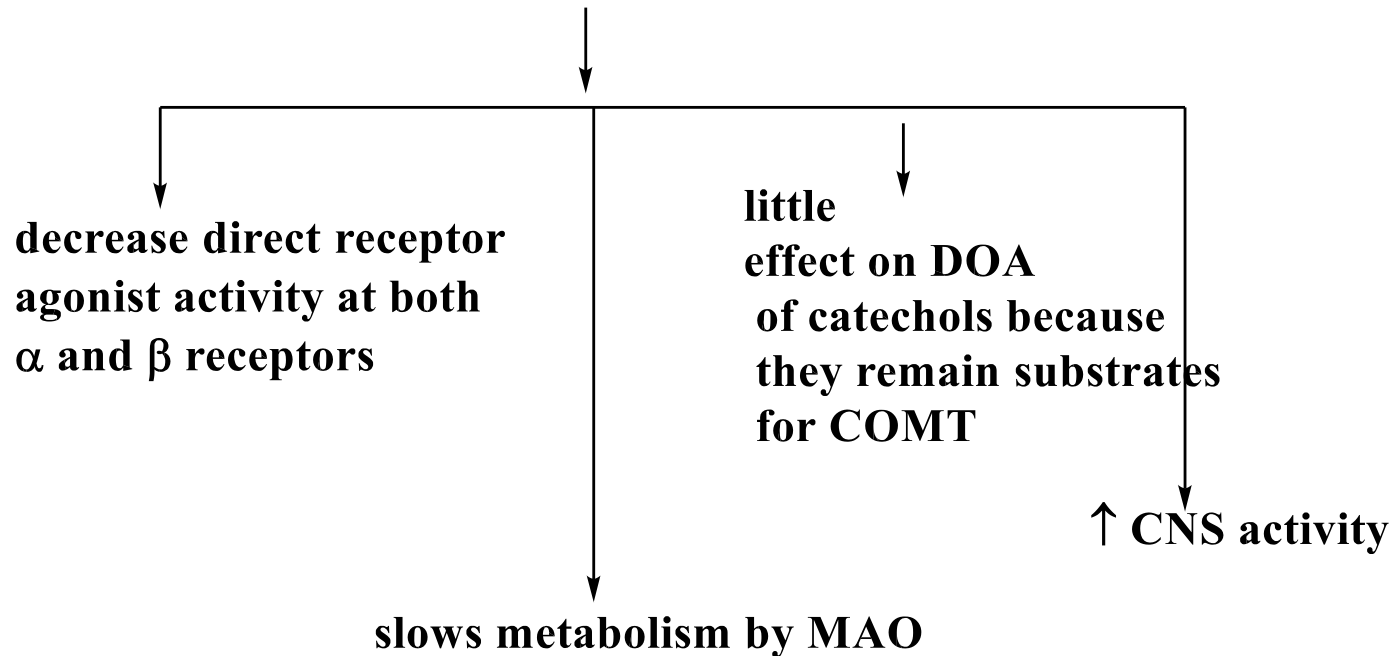 decrease direct receptor
agonist activity at both
α and β receptors
little
effect on DOA
of catechols because
they remain substrates
for COMT
↑ CNS activity
slows metabolism by MAO